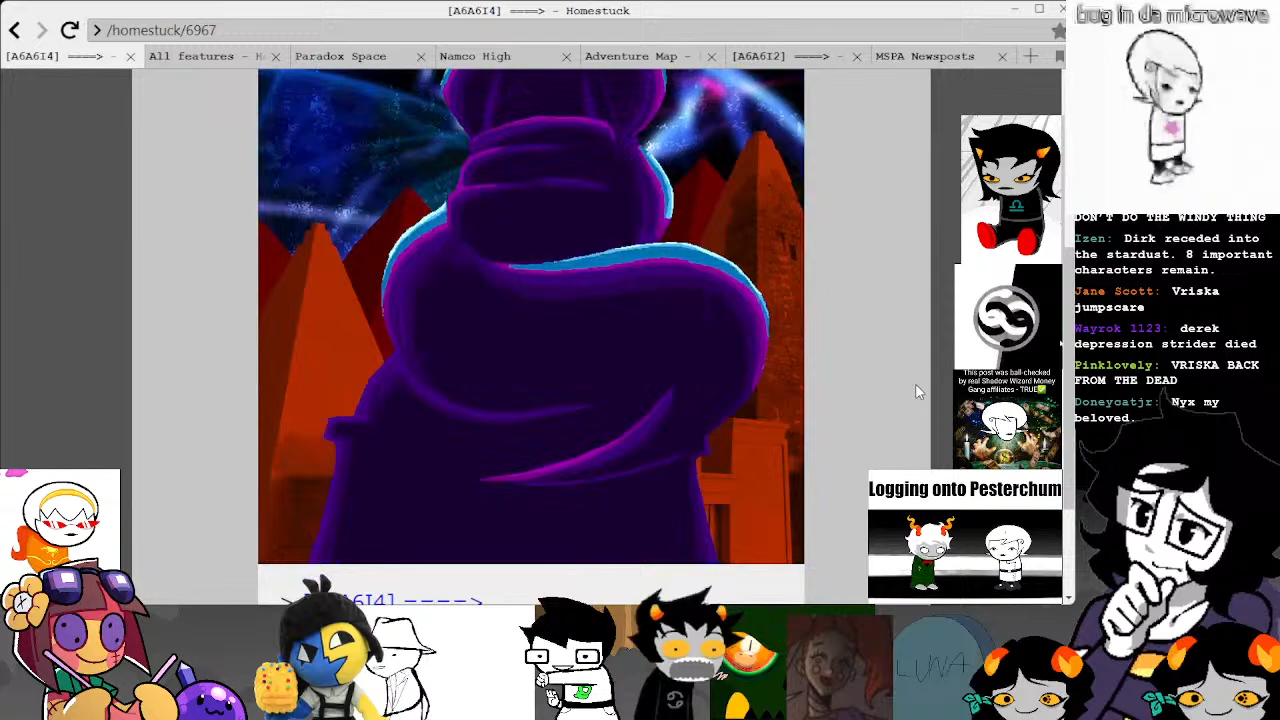 [A6A6I4] ====> - Homestuck
/homestuck/6967
[A6A6I4] ====> -
All features - H
Paradox Space
Namco High
Adventure Map -
[A6A6I2] ====> -
MSPA Newsposts
bug in da microwave
DON'T DO THE WINDY THING
Izen: Dirk receded into
the stardust. 8 important
characters remain.
Jane Scott: Vriska
jumpscare
Wayrok 1123: derek
depression strider died
Pinklovely: VRISKA BACK
FROM THE DEAD
Doneycatjr: Nyx my
beloved.
This post was ball-checked
by real Shadow Wizard Money
Gang affiliates - TRUE✅
Logging onto Pesterchum
A6I4] ====>
LUNA